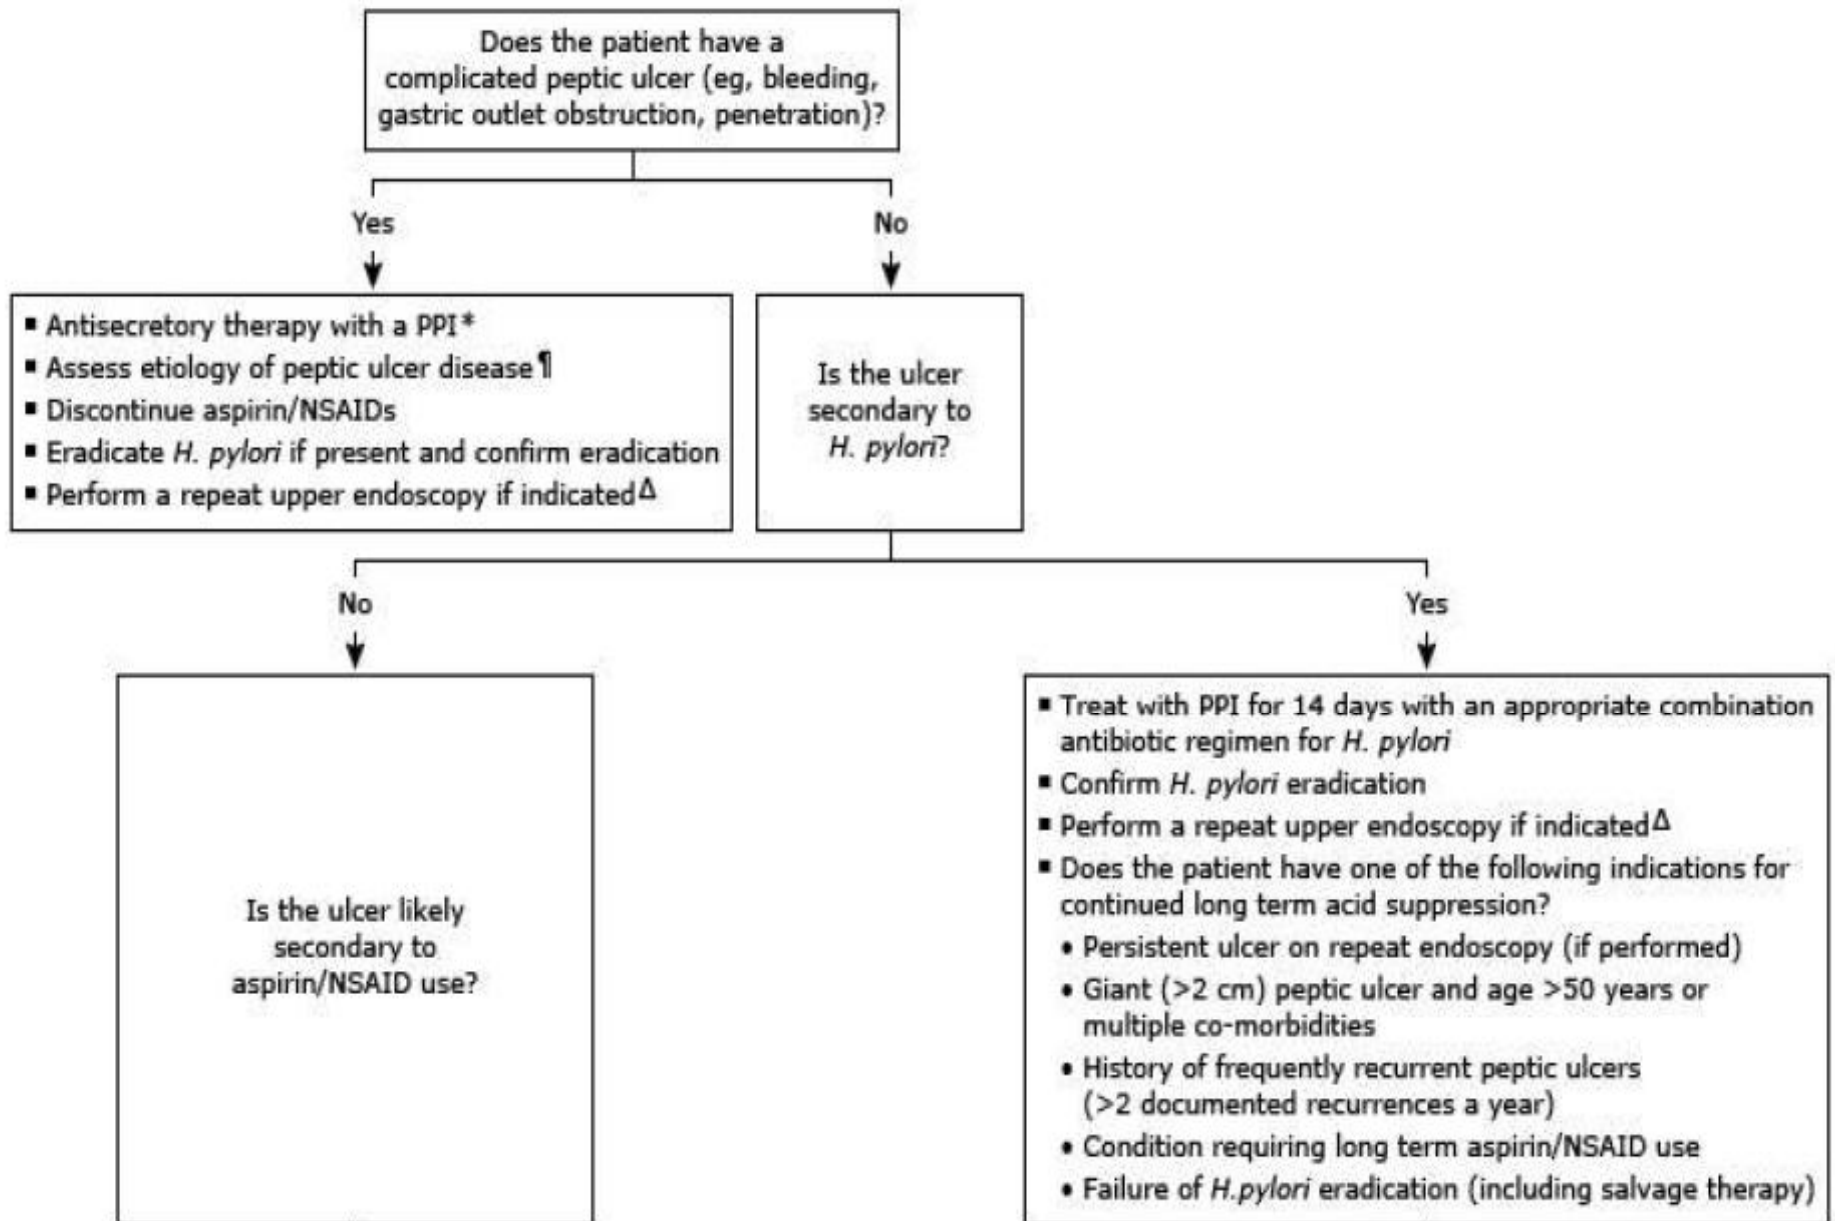 Does the patient have a
complicated peptic ulcer (eg, bleeding,
gastric outlet obstruction, penetration)?
Yes
No
▪ Antisecretory therapy with a PPI*
▪ Assess etiology of peptic ulcer disease¶
▪ Discontinue aspirin/NSAIDs
▪ Eradicate H. pylori if present and confirm eradication
▪ Perform a repeat upper endoscopy if indicatedΔ
Is the ulcer
secondary to
H. pylori?
No
Yes
Is the ulcer likely
secondary to
aspirin/NSAID use?
▪ Treat with PPI for 14 days with an appropriate combination
antibiotic regimen for H. pylori
▪ Confirm H. pylori eradication
▪ Perform a repeat upper endoscopy if indicatedΔ
▪ Does the patient have one of the following indications for
continued long term acid suppression?
• Persistent ulcer on repeat endoscopy (if performed)
• Giant (>2 cm) peptic ulcer and age >50 years or
multiple co-morbidities
• History of frequently recurrent peptic ulcers
(>2 documented recurrences a year)
• Condition requiring long term aspirin/NSAID use
• Failure of H.pylori eradication (including salvage therapy)